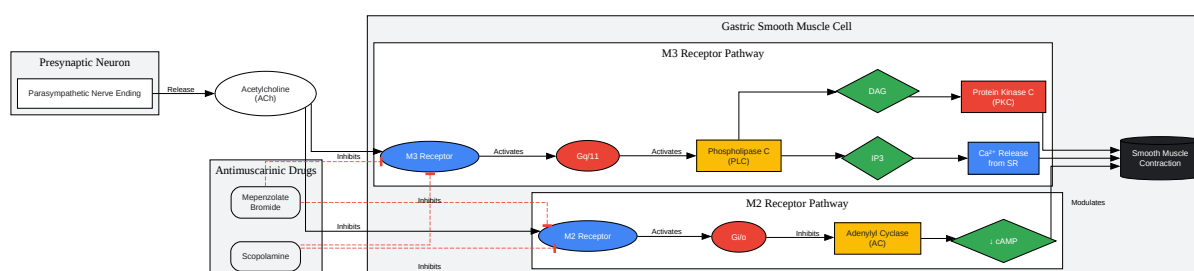 Gastric Smooth Muscle Cell
M3 Receptor Pathway
Presynaptic Neuron
Parasympathetic Nerve Ending
Release
Acetylcholine
(ACh)
DAG
Protein Kinase C
(PKC)
Inhibits
M3 Receptor
Activates
Gq/11
Activates
Phospholipase C
(PLC)
IP3
Ca²⁺ Release
from SR
Smooth Muscle
Contraction
Antimuscarinic Drugs
Mepenzolate
Bromide
Inhibits
M2 Receptor Pathway
Modulates
Inhibits
M2 Receptor
Activates
Gi/o
Inhibits
Adenylyl Cyclase
(AC)
↓ cAMP
Scopolamine
Inhibits